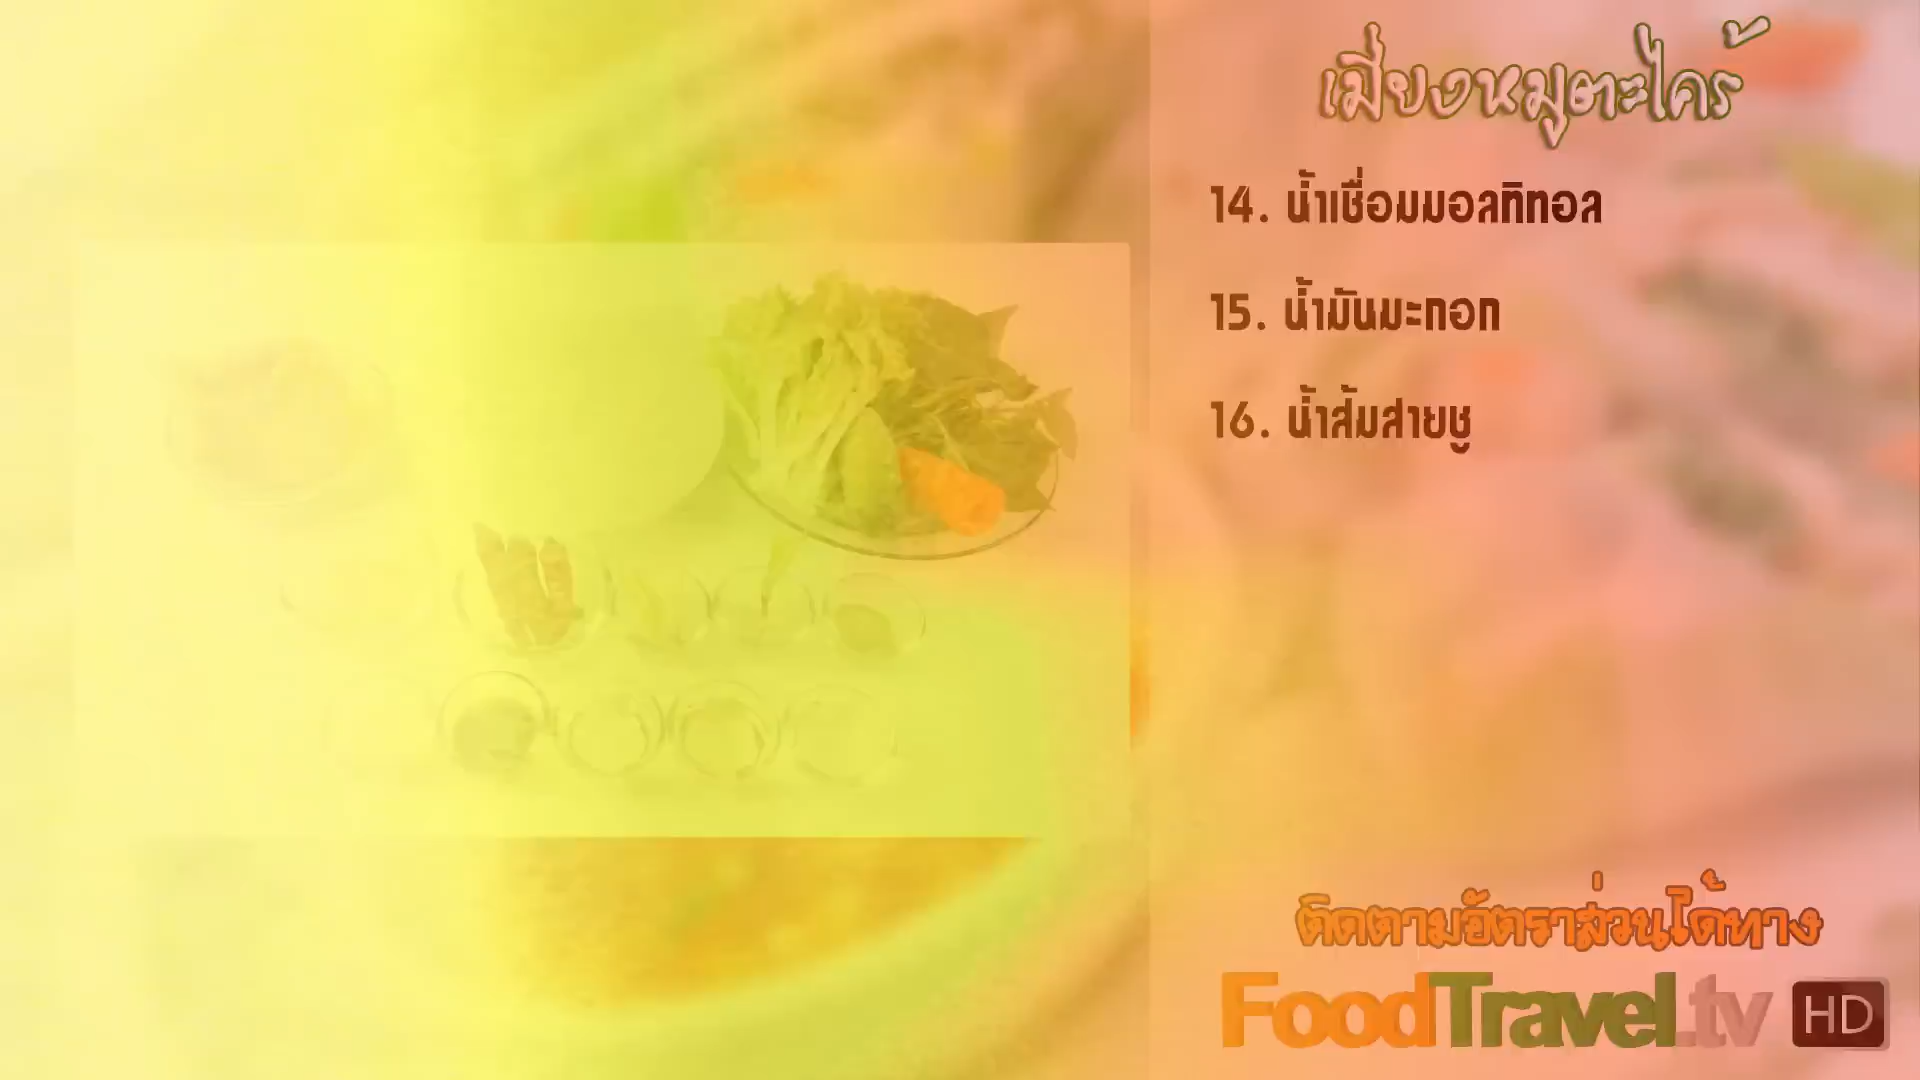 เมี่ยงหมูตะไคร้
14. น้ำเชื่อมมอลทิทอล
15. น้ำมันมะกอก
16. น้ำส้มสายชู
ติดตามอัตราส่วนได้ทาง
FoodTravel.tv HD